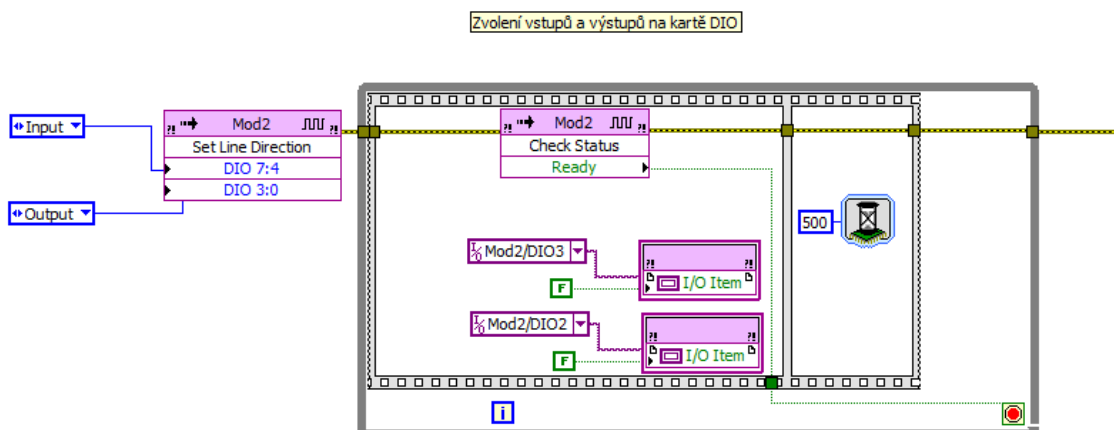 Zvolení vstupů a výstupů na kartě DIO
Input
Mod2
Set Line Direction
DIO 7:4
DIO 3:0
Output
Mod2
Check Status
Ready
500
Mod2/DIO3
I/O Item
F
Mod2/DIO2
I/O Item
F
i